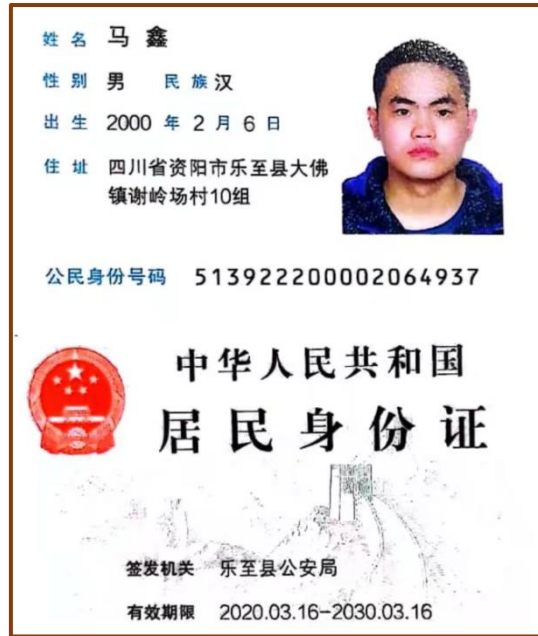 姓名 马鑫
性别 男 民族 汉
出生 2000 年 2 月 6 日
住址 四川省资阳市乐至县大佛
镇谢岭场村10组
公民身份号码 513922200002064937
中华人民共和国
居民身份证
签发机关 乐至县公安局
有效期限 2020.03.16-2030.03.16